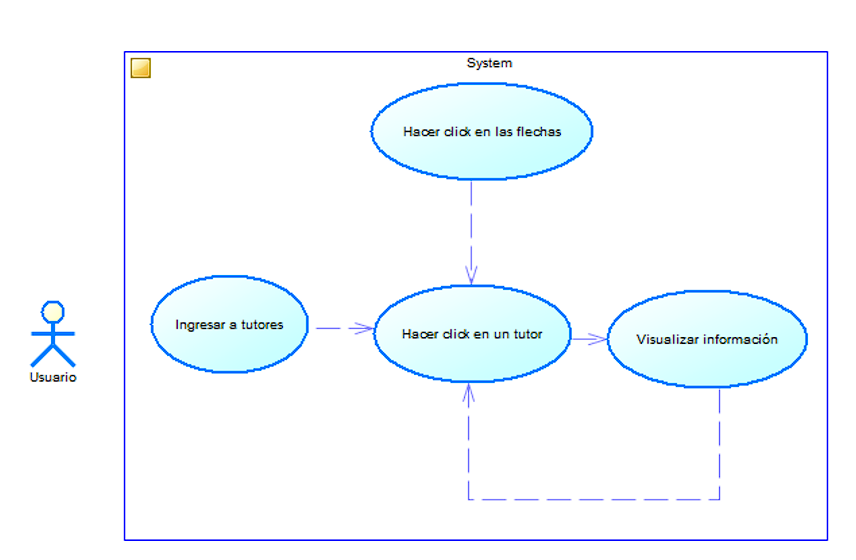 System
Hacer click en las flechas
Ingresar a tutores
Hacer click en un tutor
Visualizar información
Usuario